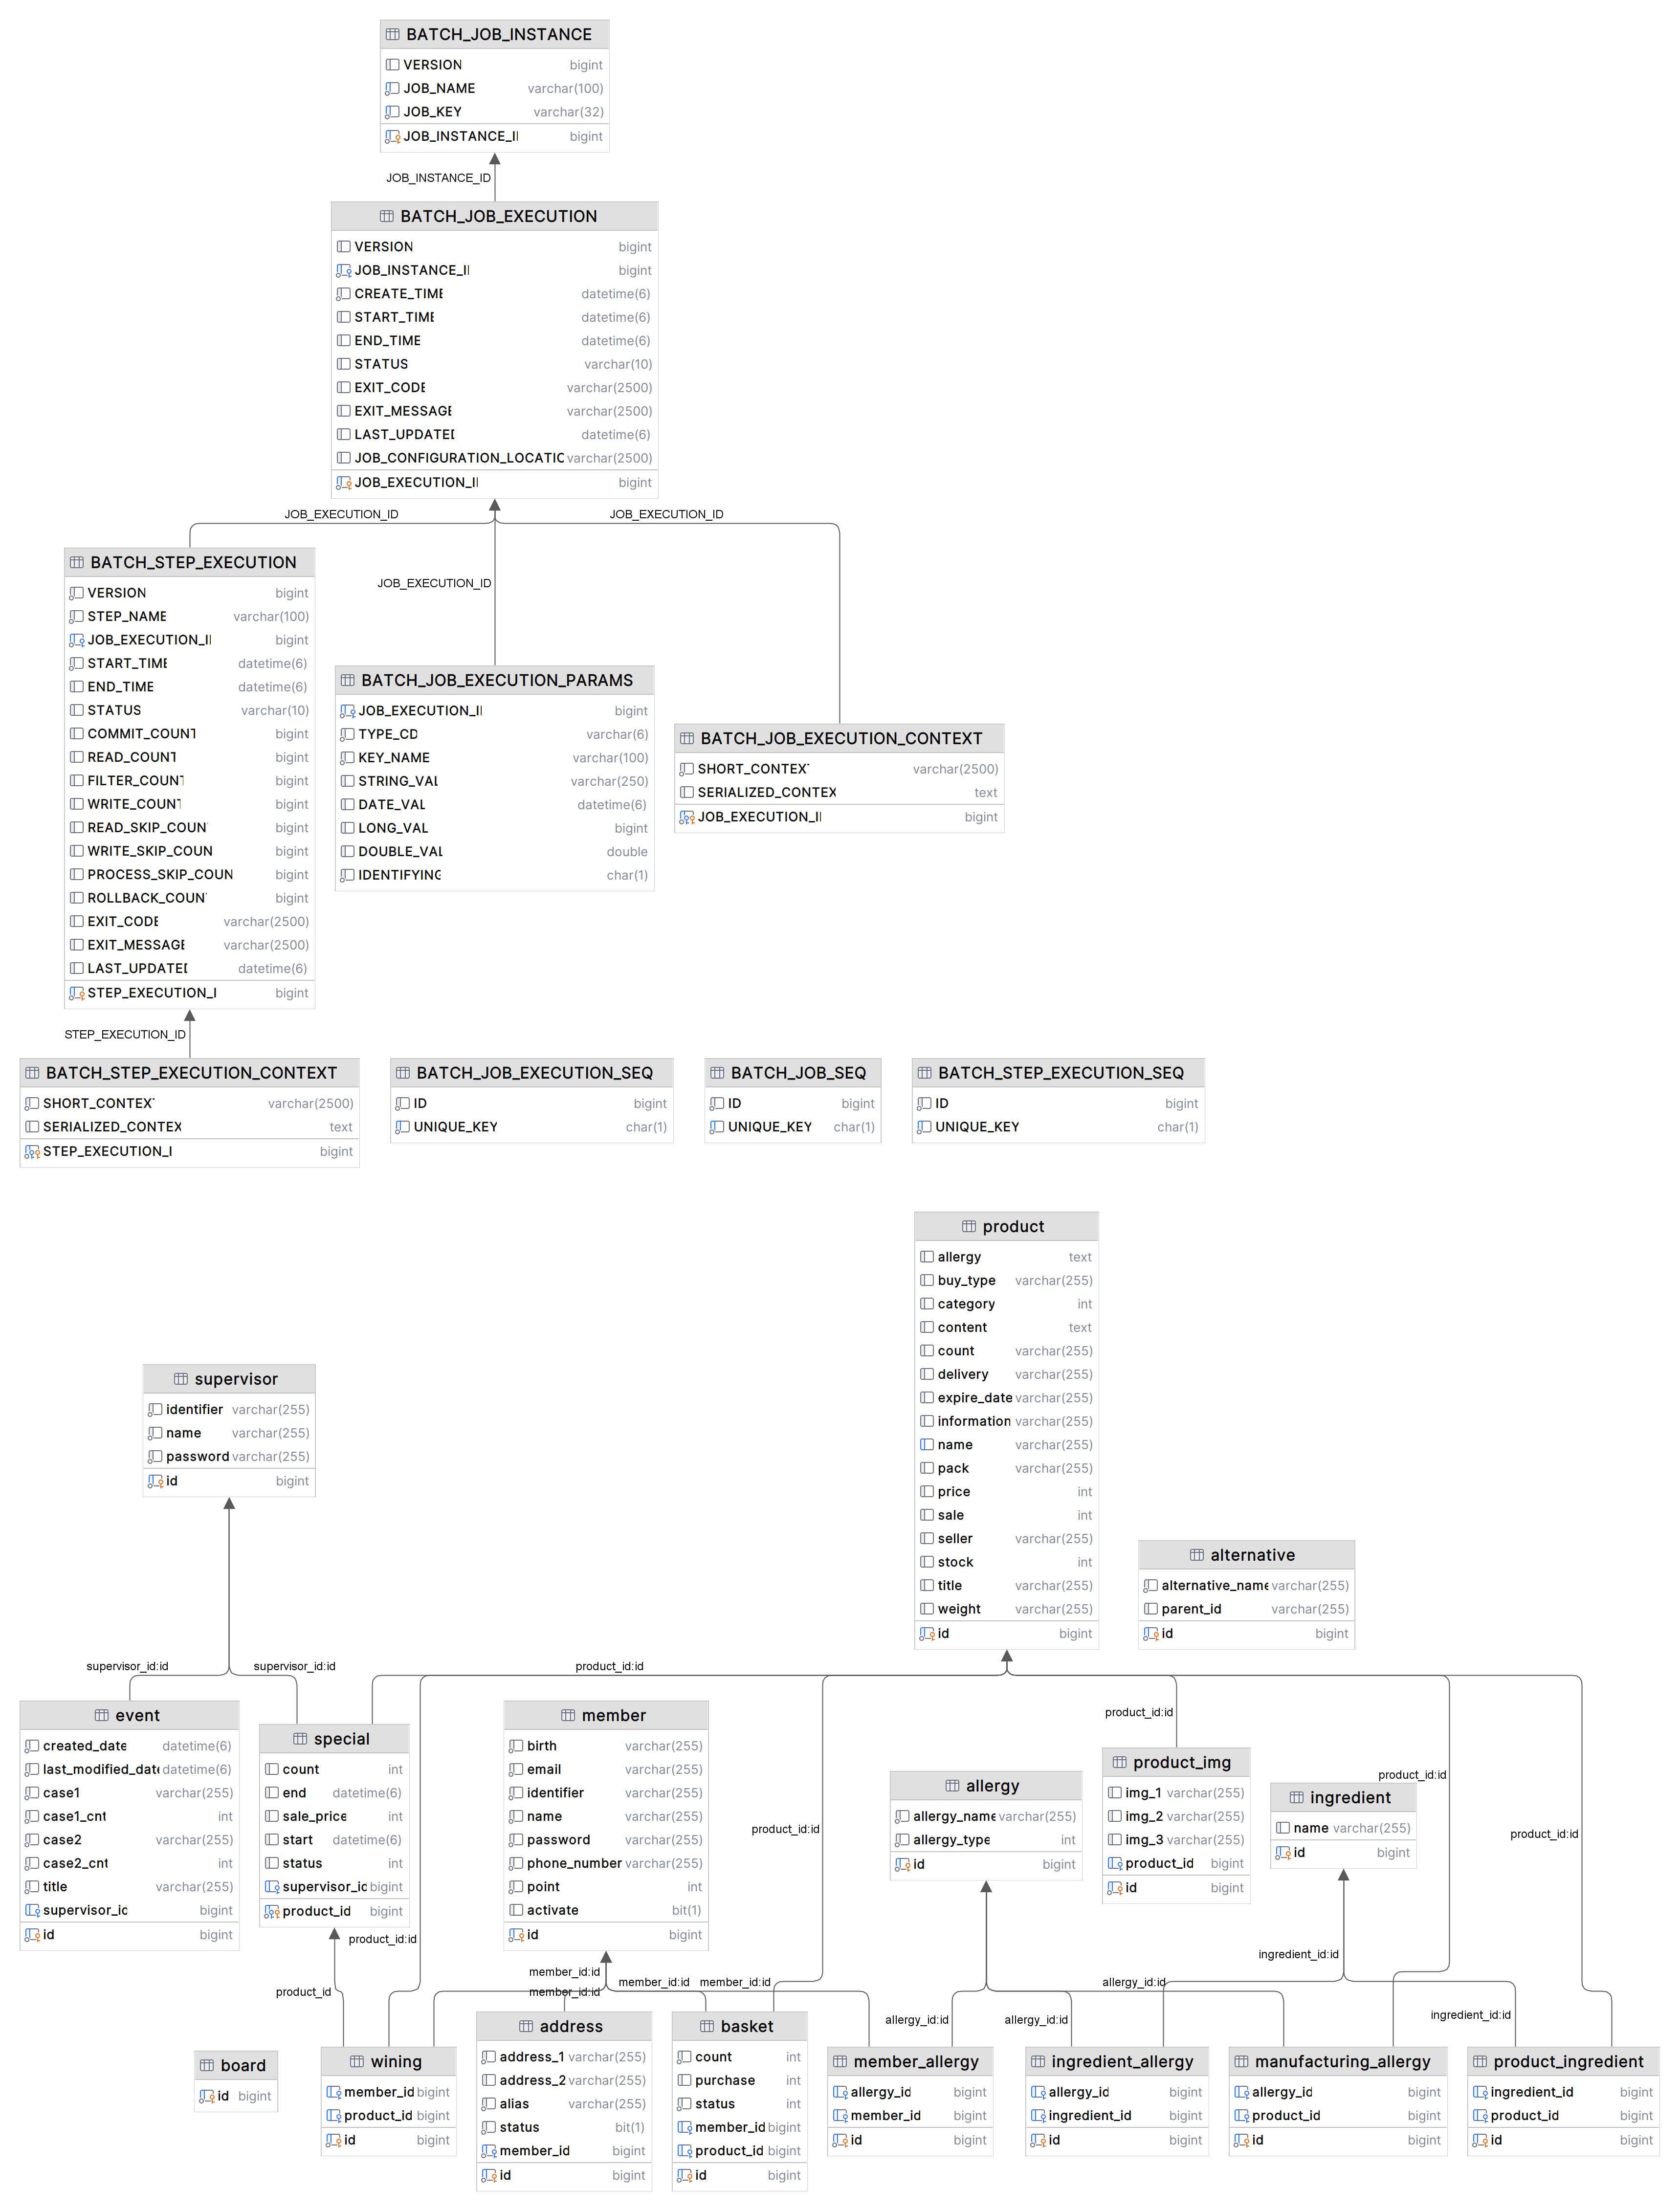 BATCH_JOB_INSTANCE
VERSION bigint
JOB_NAME varchar(100)
JOB_KEY varchar(32)
JOB_INSTANCE_I bigint
JOB_INSTANCE_ID
BATCH_JOB_EXECUTION
VERSION bigint
JOB_INSTANCE_I bigint
CREATE_TIME datetime(6)
START_TIME datetime(6)
END_TIME datetime(6)
STATUS varchar(10)
EXIT_CODE varchar(2500)
EXIT_MESSAGE varchar(2500)
LAST_UPDATED datetime(6)
JOB_CONFIGURATION_LOCATIO varchar(2500)
JOB_EXECUTION_I bigint
JOB_EXECUTION_ID
JOB_EXECUTION_ID
JOB_EXECUTION_ID
BATCH_STEP_EXECUTION
VERSION bigint
STEP_NAME varchar(100)
JOB_EXECUTION_I bigint
START_TIME datetime(6)
END_TIME datetime(6)
STATUS varchar(10)
COMMIT_COUNT bigint
READ_COUNT bigint
FILTER_COUNT bigint
WRITE_COUNT bigint
READ_SKIP_COUN bigint
WRITE_SKIP_COUN bigint
PROCESS_SKIP_COUN bigint
ROLLBACK_COUN bigint
EXIT_CODE varchar(2500)
EXIT_MESSAGE varchar(2500)
LAST_UPDATED datetime(6)
STEP_EXECUTION_I bigint
BATCH_JOB_EXECUTION_PARAMS
JOB_EXECUTION_I bigint
TYPE_CD varchar(6)
KEY_NAME varchar(100)
STRING_VAL varchar(250)
DATE_VAL datetime(6)
LONG_VAL bigint
DOUBLE_VAL double
IDENTIFYING char(1)
BATCH_JOB_EXECUTION_CONTEXT
SHORT_CONTEX varchar(2500)
SERIALIZED_CONTEX text
JOB_EXECUTION_I bigint
STEP_EXECUTION_ID
BATCH_STEP_EXECUTION_CONTEXT
SHORT_CONTEX varchar(2500)
SERIALIZED_CONTEX text
STEP_EXECUTION_I bigint
BATCH_JOB_EXECUTION_SEQ
ID bigint
UNIQUE_KEY char(1)
BATCH_JOB_SEQ
ID bigint
UNIQUE_KEY char(1)
BATCH_STEP_EXECUTION_SEQ
ID bigint
UNIQUE_KEY char(1)
product
allergy text
buy_type varchar(255)
category int
content text
count varchar(255)
delivery varchar(255)
expire_date varchar(255)
information varchar(255)
name varchar(255)
pack varchar(255)
price int
sale int
seller varchar(255)
stock int
title varchar(255)
weight varchar(255)
id bigint
supervisor
identifier varchar(255)
name varchar(255)
password varchar(255)
id bigint
alternative
alternative_name varchar(255)
parent_id varchar(255)
id bigint
supervisor_id:id
supervisor_id:id
product_id:id
event
created_date datetime(6)
last_modified_date datetime(6)
case1 varchar(255)
case1_cnt int
case2 varchar(255)
case2_cnt int
title varchar(255)
supervisor_id bigint
id bigint
special
count int
end datetime(6)
sale_price int
start datetime(6)
status int
supervisor_id bigint
product_id bigint
member
birth varchar(255)
email varchar(255)
identifier varchar(255)
name varchar(255)
password varchar(255)
phone_number varchar(255)
point int
activate bit(1)
id bigint
product_id:id
allergy
allergy_name varchar(255)
allergy_type int
id bigint
product_id:id
product_img
img_1 varchar(255)
img_2 varchar(255)
img_3 varchar(255)
product_id bigint
id bigint
product_id:id
ingredient
name varchar(255)
id bigint
product_id:id
product_id:id
product_id
member_id:id
member_id:id
member_id:id
member_id:id
allergy_id:id
allergy_id:id
allergy_id:id
ingredient_id:id
ingredient_id:id
board
id bigint
wining
member_id bigint
product_id bigint
id bigint
address
address_1 varchar(255)
address_2 varchar(255)
alias varchar(255)
status bit(1)
member_id bigint
id bigint
basket
count int
purchase int
status int
member_id bigint
product_id bigint
id bigint
member_allergy
allergy_id bigint
member_id bigint
id bigint
ingredient_allergy
allergy_id bigint
ingredient_id bigint
id bigint
manufacturing_allergy
allergy_id bigint
product_id bigint
id bigint
product_ingredient
ingredient_id bigint
product_id bigint
id bigint